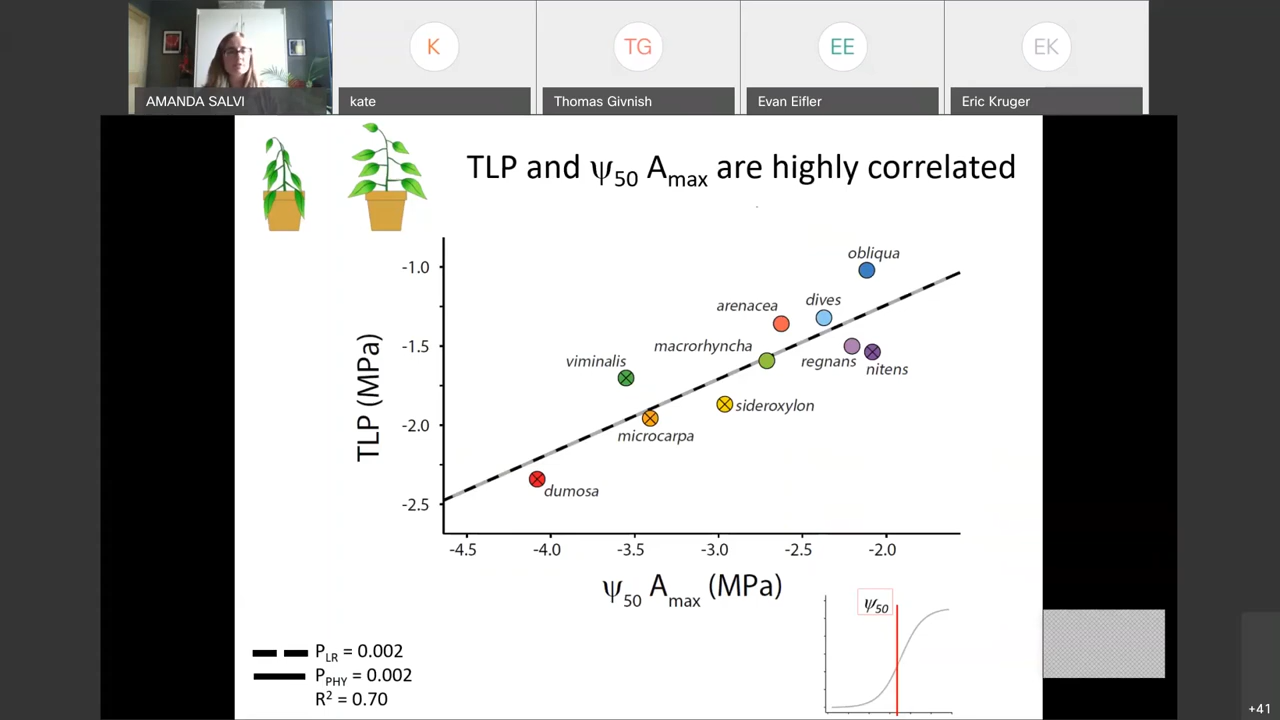 K
TG
EE
EK
AMANDA SALVI
kate
Thomas Givnish
Evan Eifler
Eric Kruger
TLP and ψ50 Amax are highly correlated
obliqua
-1.0
arenacea
dives
macrorhyncha
-1.5
viminalis
regnans
nitens
sideroxylon
-2.0
microcarpa
dumosa
-2.5
TLP (MPa)
-4.5 -4.0 -3.5 -3.0 -2.5 -2.0
ψ50 Amax (MPa)
ψ50
PLR = 0.002
PPHY = 0.002
R2 = 0.70
+41